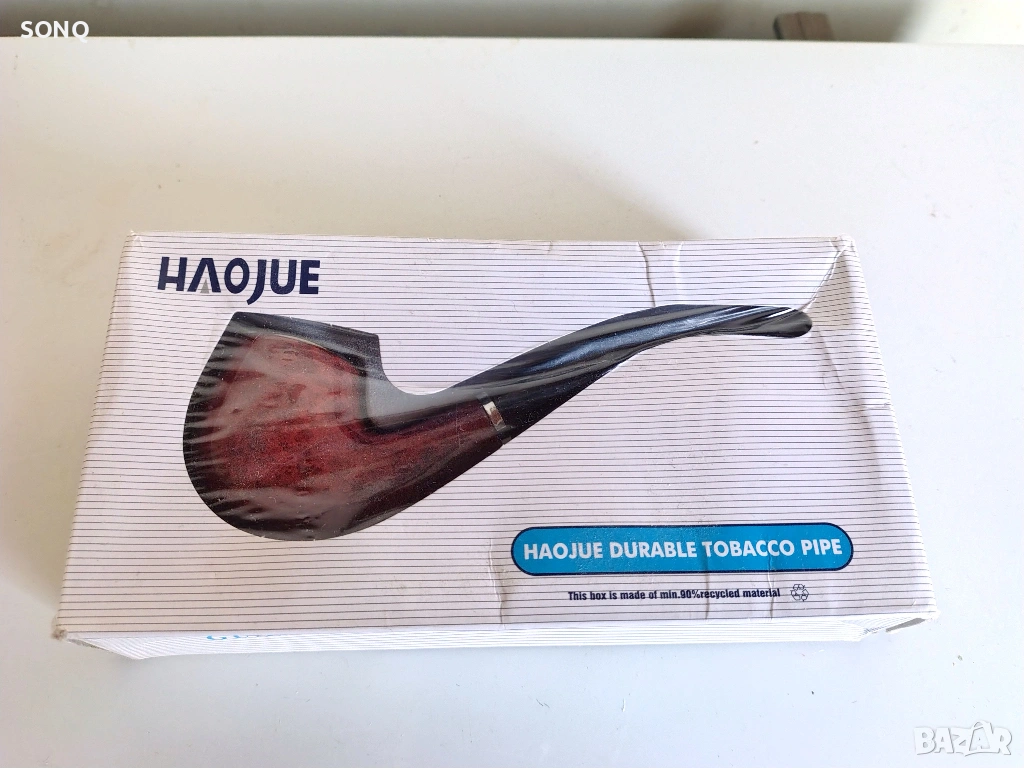 SONQ
HAOJUE
HAOJUE DURABLE TOBACCO PIPE
This box is made of min.90%recycled material
BAZAR